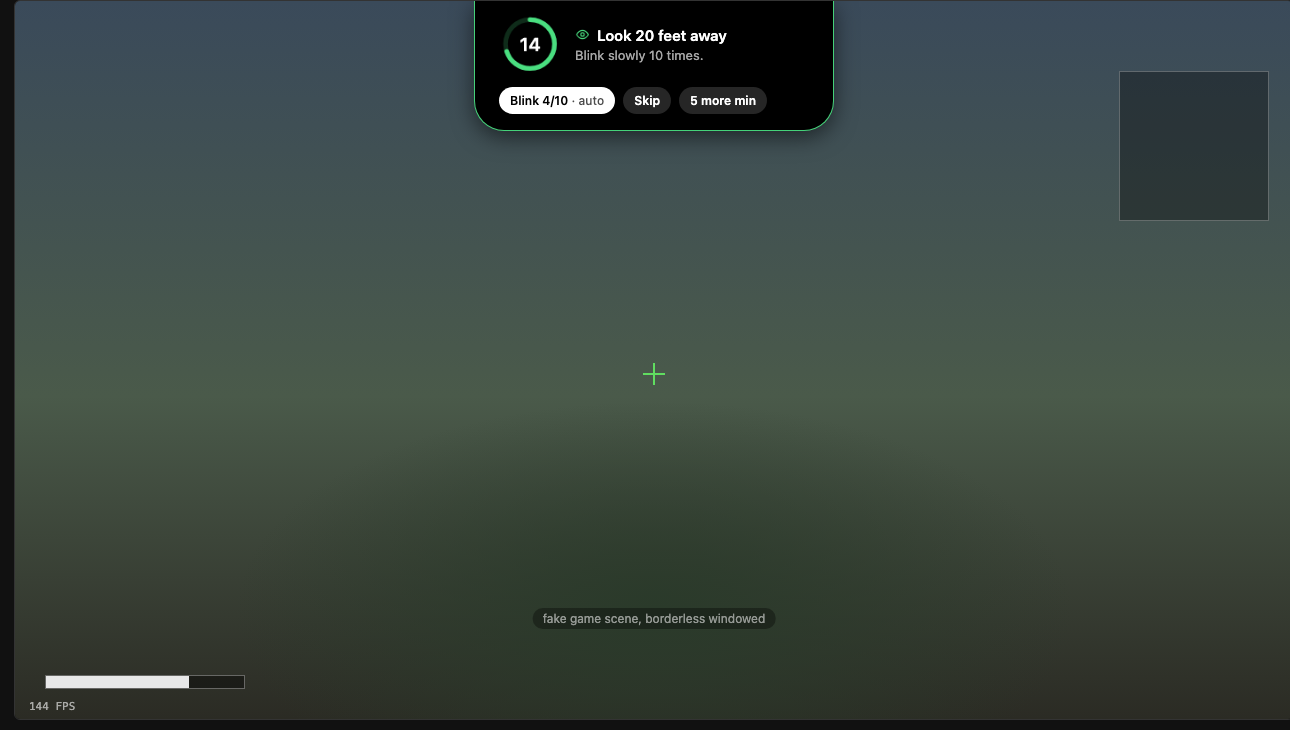 14
Look 20 feet away
Blink slowly 10 times.
Blink 4/10 · auto
Skip
5 more min
fake game scene, borderless windowed
144 FPS